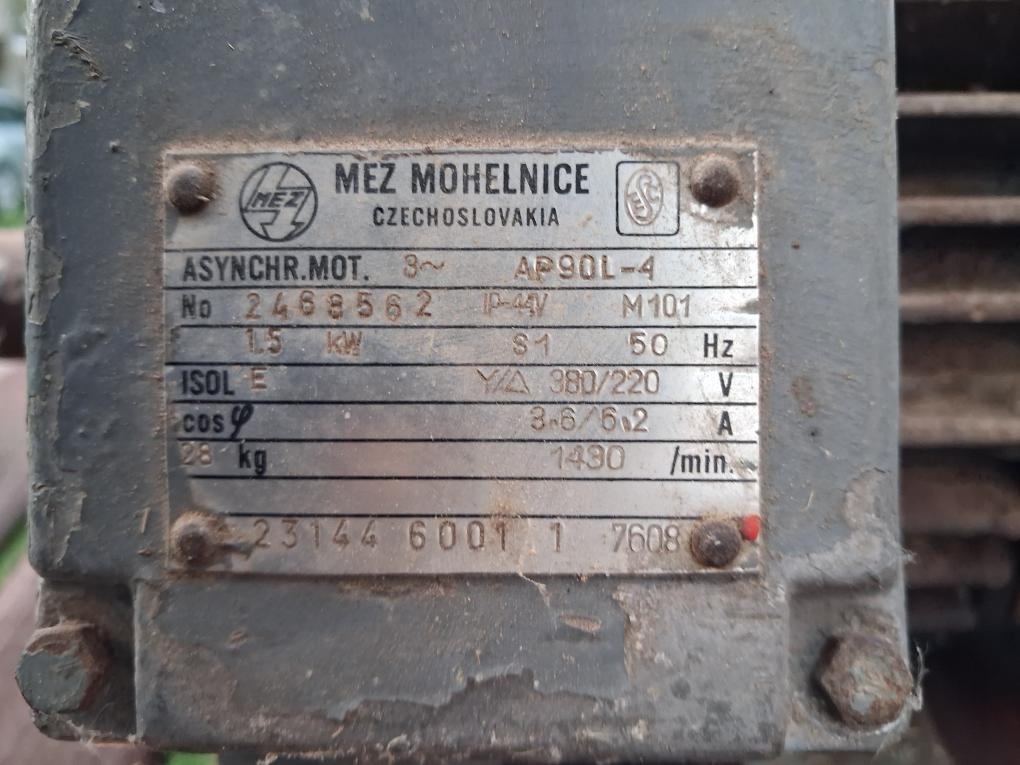 MEZ MEZ MOHELNICE ESC
CZECHOSLOVAKIA
ASYNCHR.MOT. 3~ AP90L-4
No 2468562 IP-44V M101
1.5 kW S1 50 Hz
ISOL E Y/△ 380/220 V
cos φ 3.6/6.2 A
28 kg 1430 /min.
23144 6001 1 7608